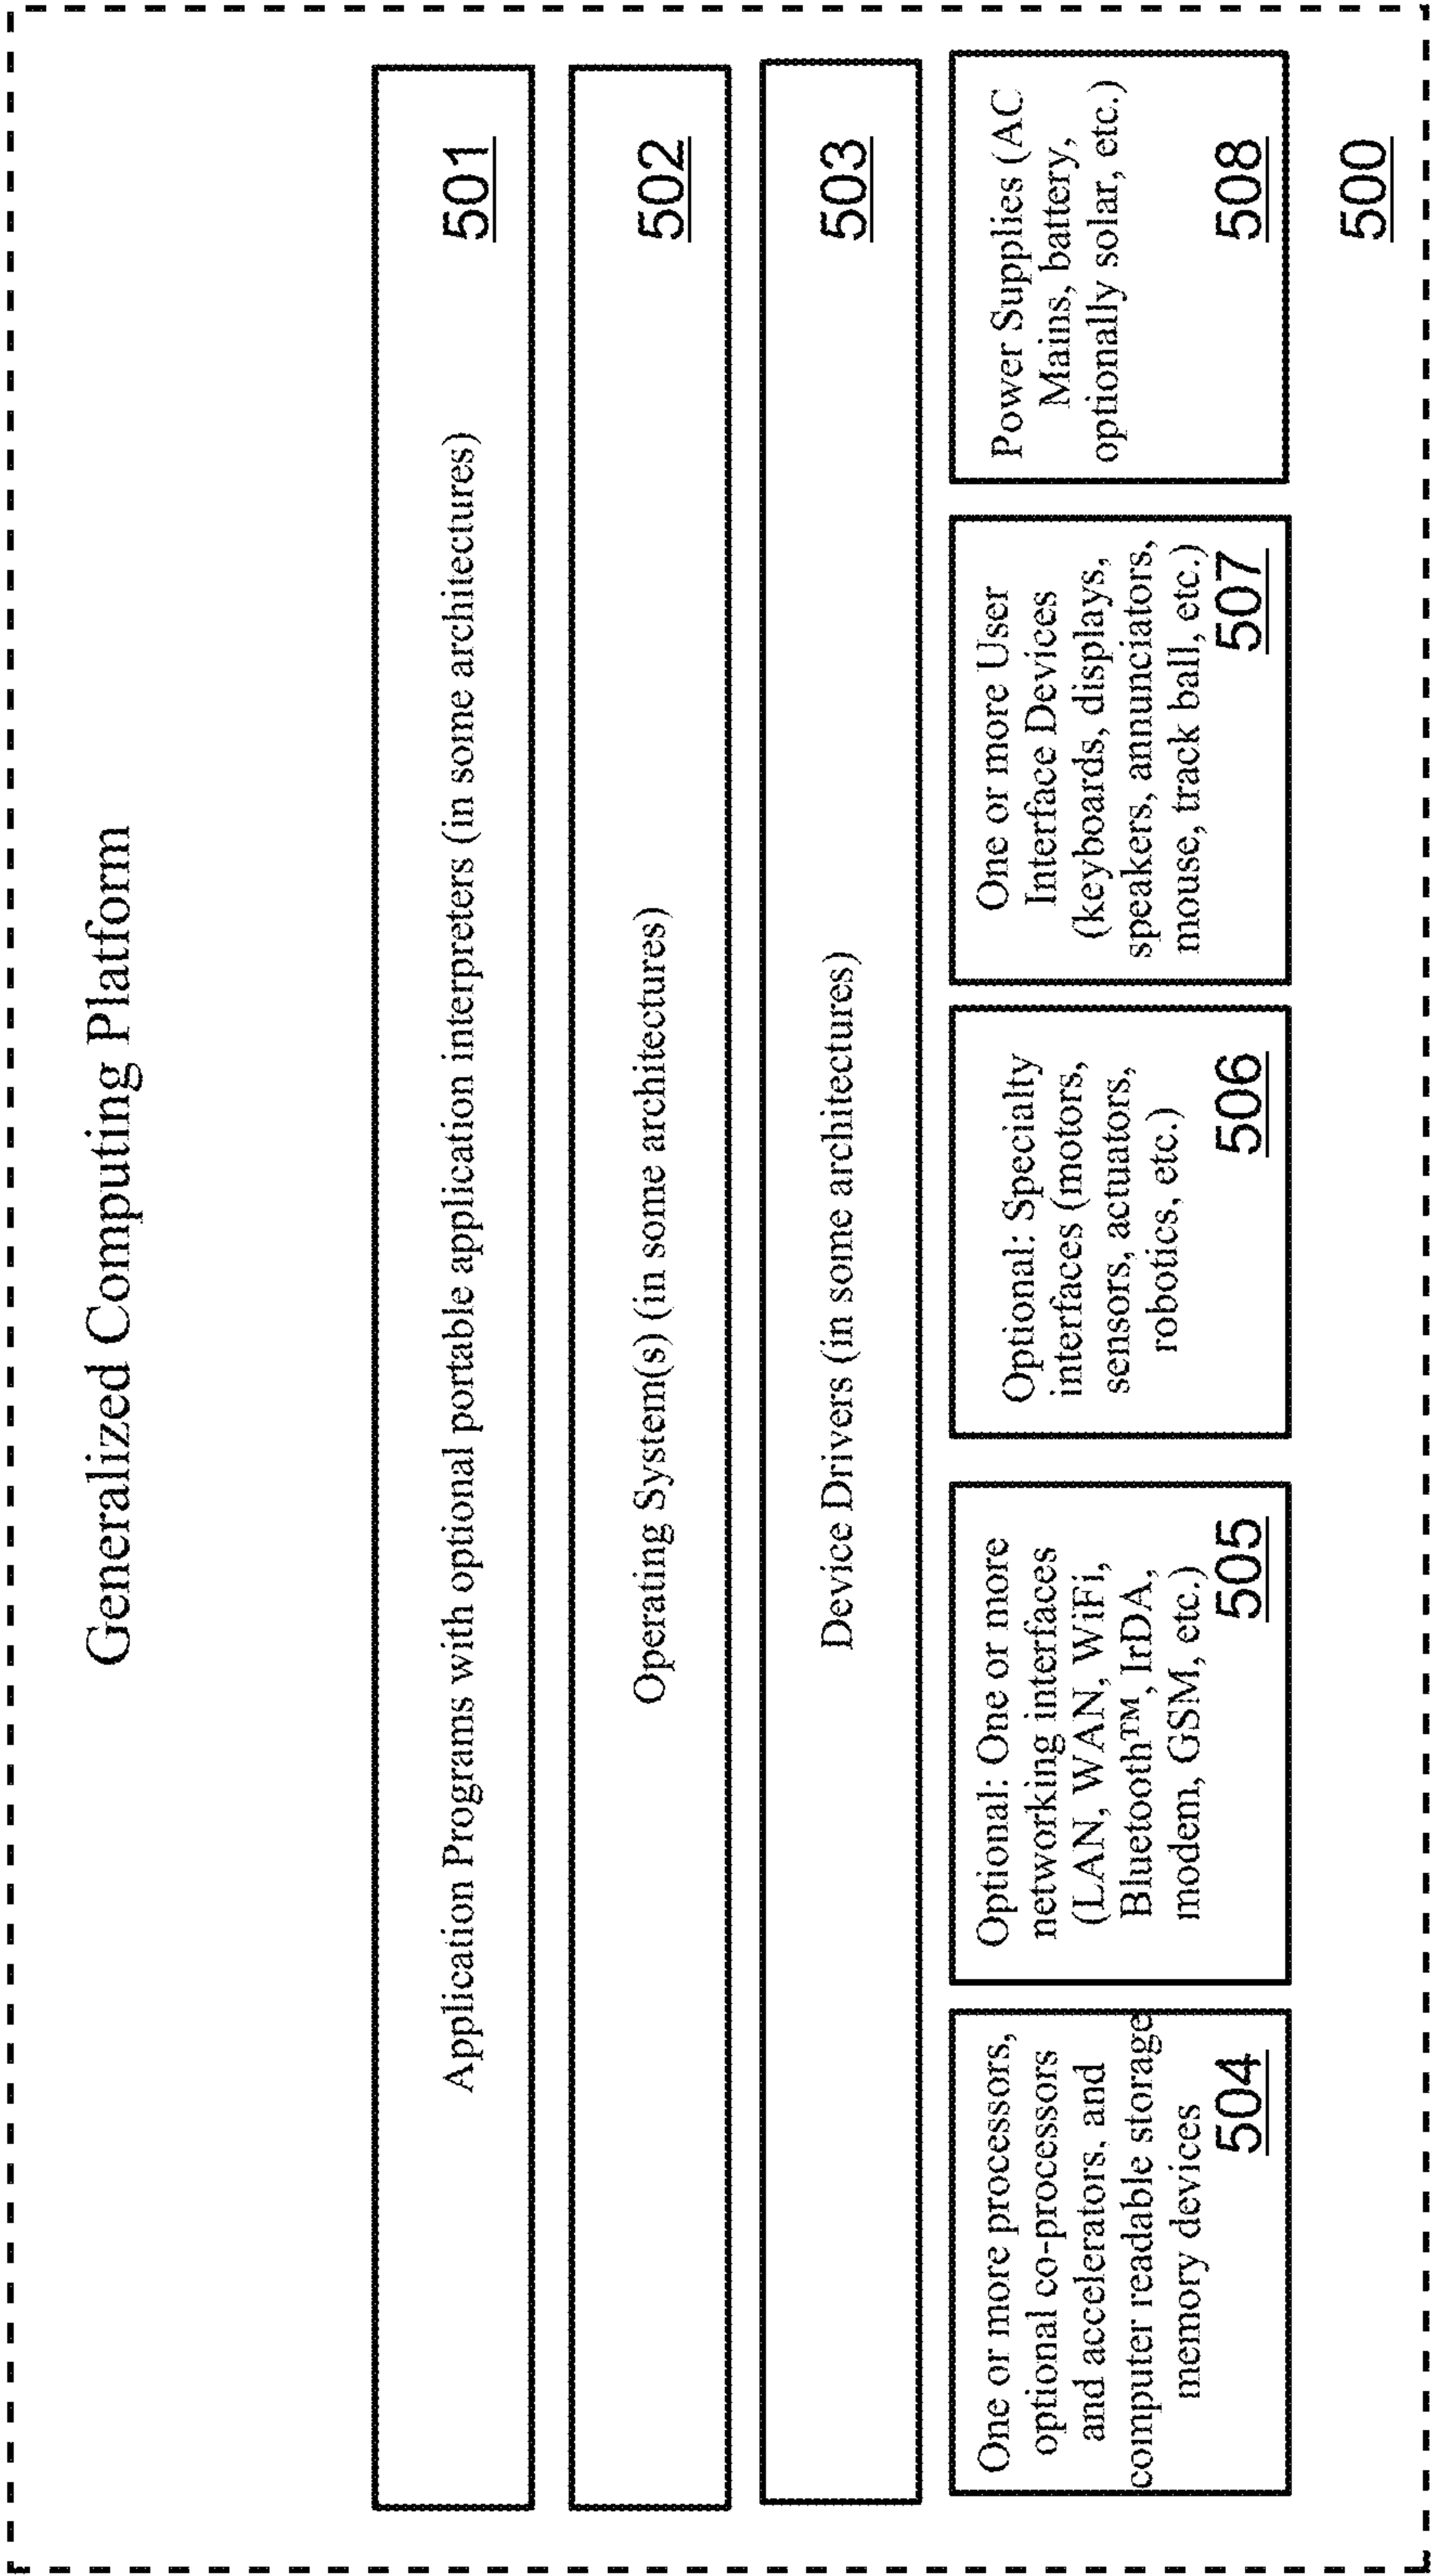 Generalized Computing Platform
Application Programs with optional portable application interpreters (in some architectures)
501
Operating System(s) (in some architectures)
502
Device Drivers (in some architectures)
503
One or more processors,
optional co-processors
and accelerators, and
computer readable storage
memory devices
504
Optional: One or more
networking interfaces
(LAN, WAN, WiFi,
Bluetooth™, IrDA,
modem, GSM, etc.)
505
Optional: Specialty
interfaces (motors,
sensors, actuators,
robotics, etc.)
506
One or more User
Interface Devices
(keyboards, displays,
speakers, annunciators,
mouse, track ball, etc.)
507
Power Supplies (AC
Mains, battery,
optionally solar, etc.)
508
500